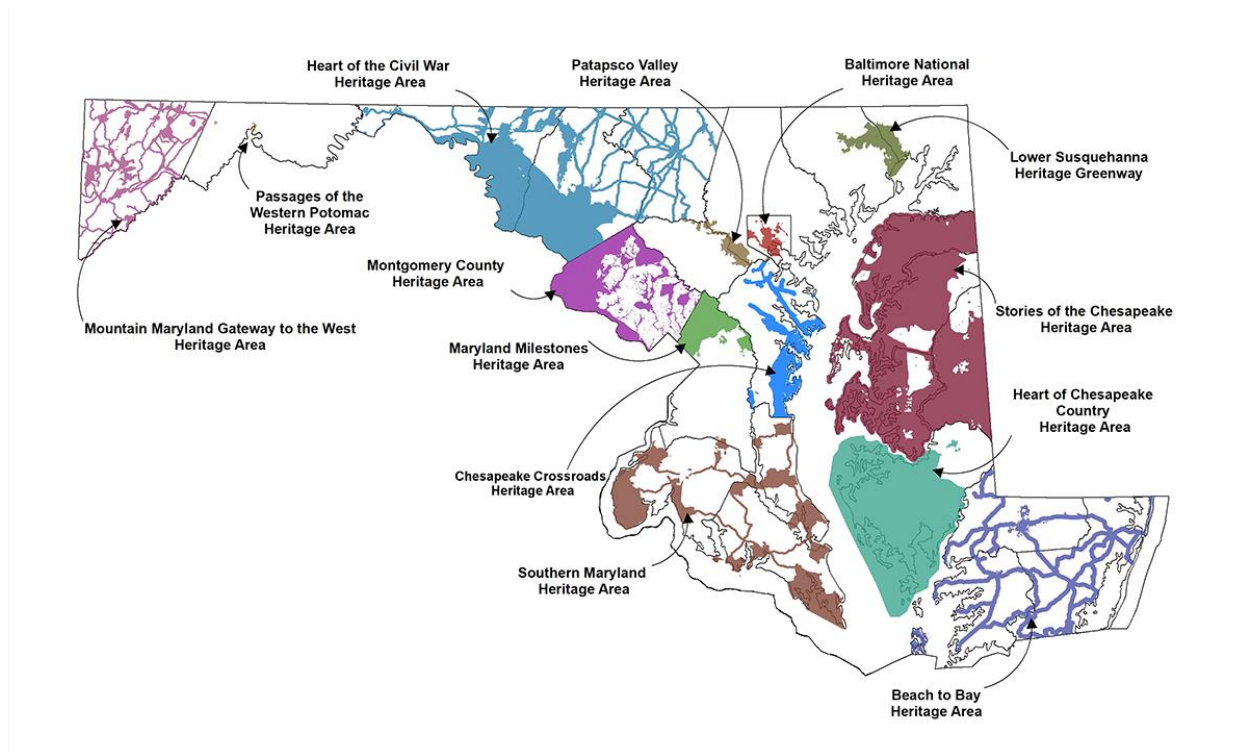 Heart of the Civil War
Heritage Area
Patapsco Valley
Heritage Area
Baltimore National
Heritage Area
Lower Susquehanna
Heritage Greenway
Passages of the
Western Potomac
Heritage Area
Montgomery County
Heritage Area
Stories of the Chesapeake
Heritage Area
Mountain Maryland Gateway to the West
Heritage Area
Maryland Milestones
Heritage Area
Heart of Chesapeake
Country
Heritage Area
Chesapeake Crossroads
Heritage Area
Southern Maryland
Heritage Area
Beach to Bay
Heritage Area